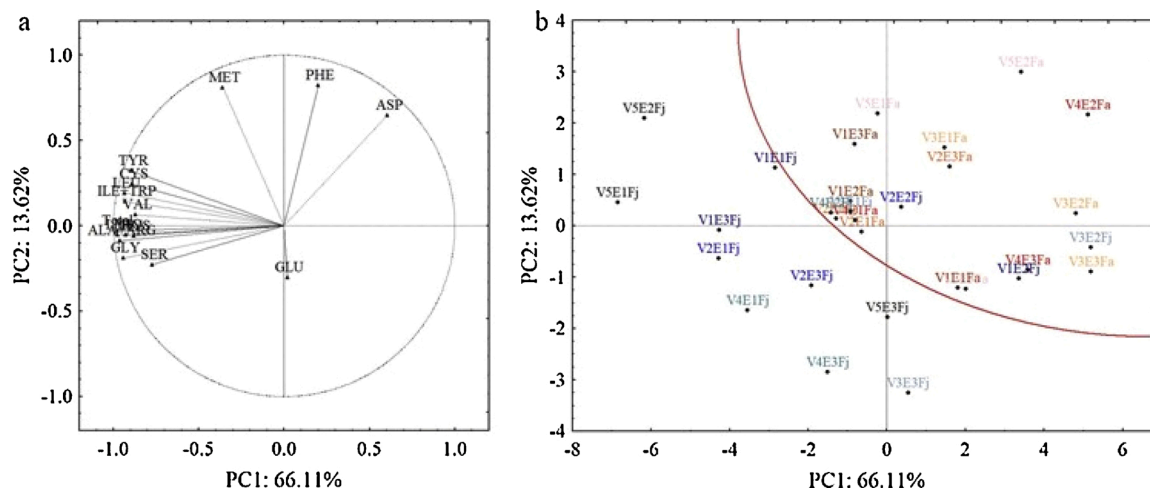 a
1.0
0.5
0.0
-0.5
-1.0
PC2: 13.62%
MET
PHE
ASP
TYR
CYS
LEU
ILE TRP
VAL
GLY
SER
GLU
-1.0 -0.5 0.0 0.5 1.0
PC1: 66.11%
b
4
3
2
1
0
-1
-2
-3
-4
PC2: 13.62%
V5E2Fa
V5E2Fj
V5E1Fa
V4E2Fa
V1E3Fa
V3E1Fa
V2E3Fa
V1E1Fj
V5E1Fj
V1E2Fa
V2E2Fj
V3E2Fa
V1E3Fj
V2E1Fa
V2E1Fj
V3E2Fj
V4E3Fa
V3E3Fa
V2E3Fj
V1E2Fj
V4E1Fj
V5E3Fj
V4E3Fj
V3E3Fj
-8 -6 -4 -2 0 2 4 6
PC1: 66.11%